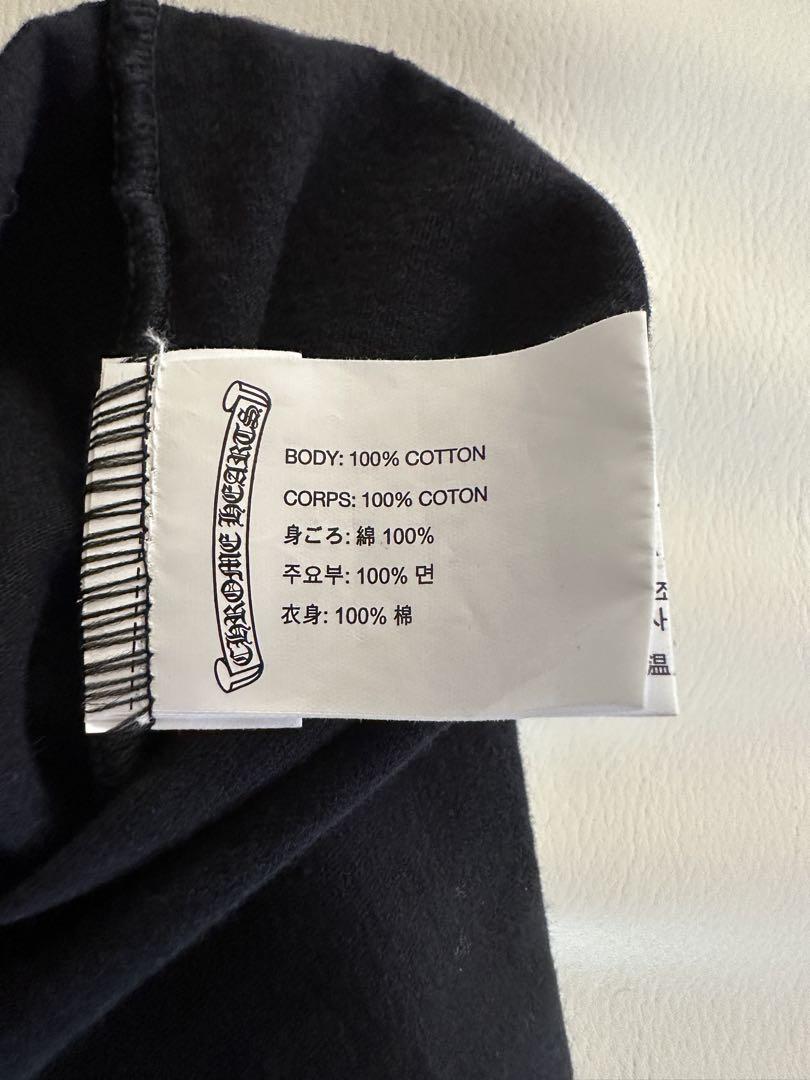 CHROME HEARTS
BODY: 100% COTTON
CORPS: 100% COTON
身ごろ: 綿 100%
주요부: 100% 면
衣身: 100% 棉
温